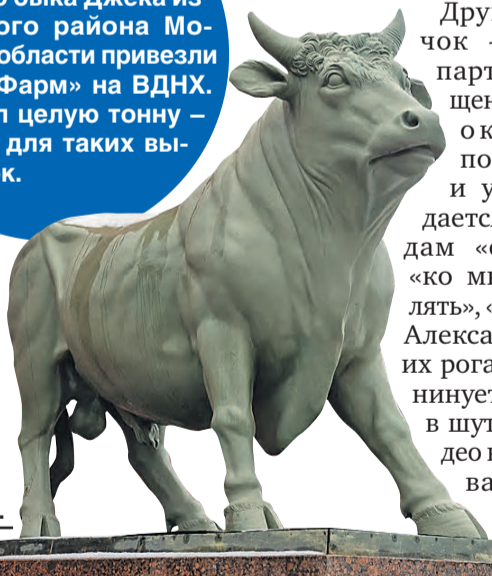 быка Джека из
ого района Мо-
области привезли
Фарм» на ВДНХ.
л целую тонну –
для таких вы-
к.
Дру
чок -
парт
щен
о к
по
и у
дается
дам «
«ко м
лять», «
Алекса
их рога
нинует
в шут
део
ва